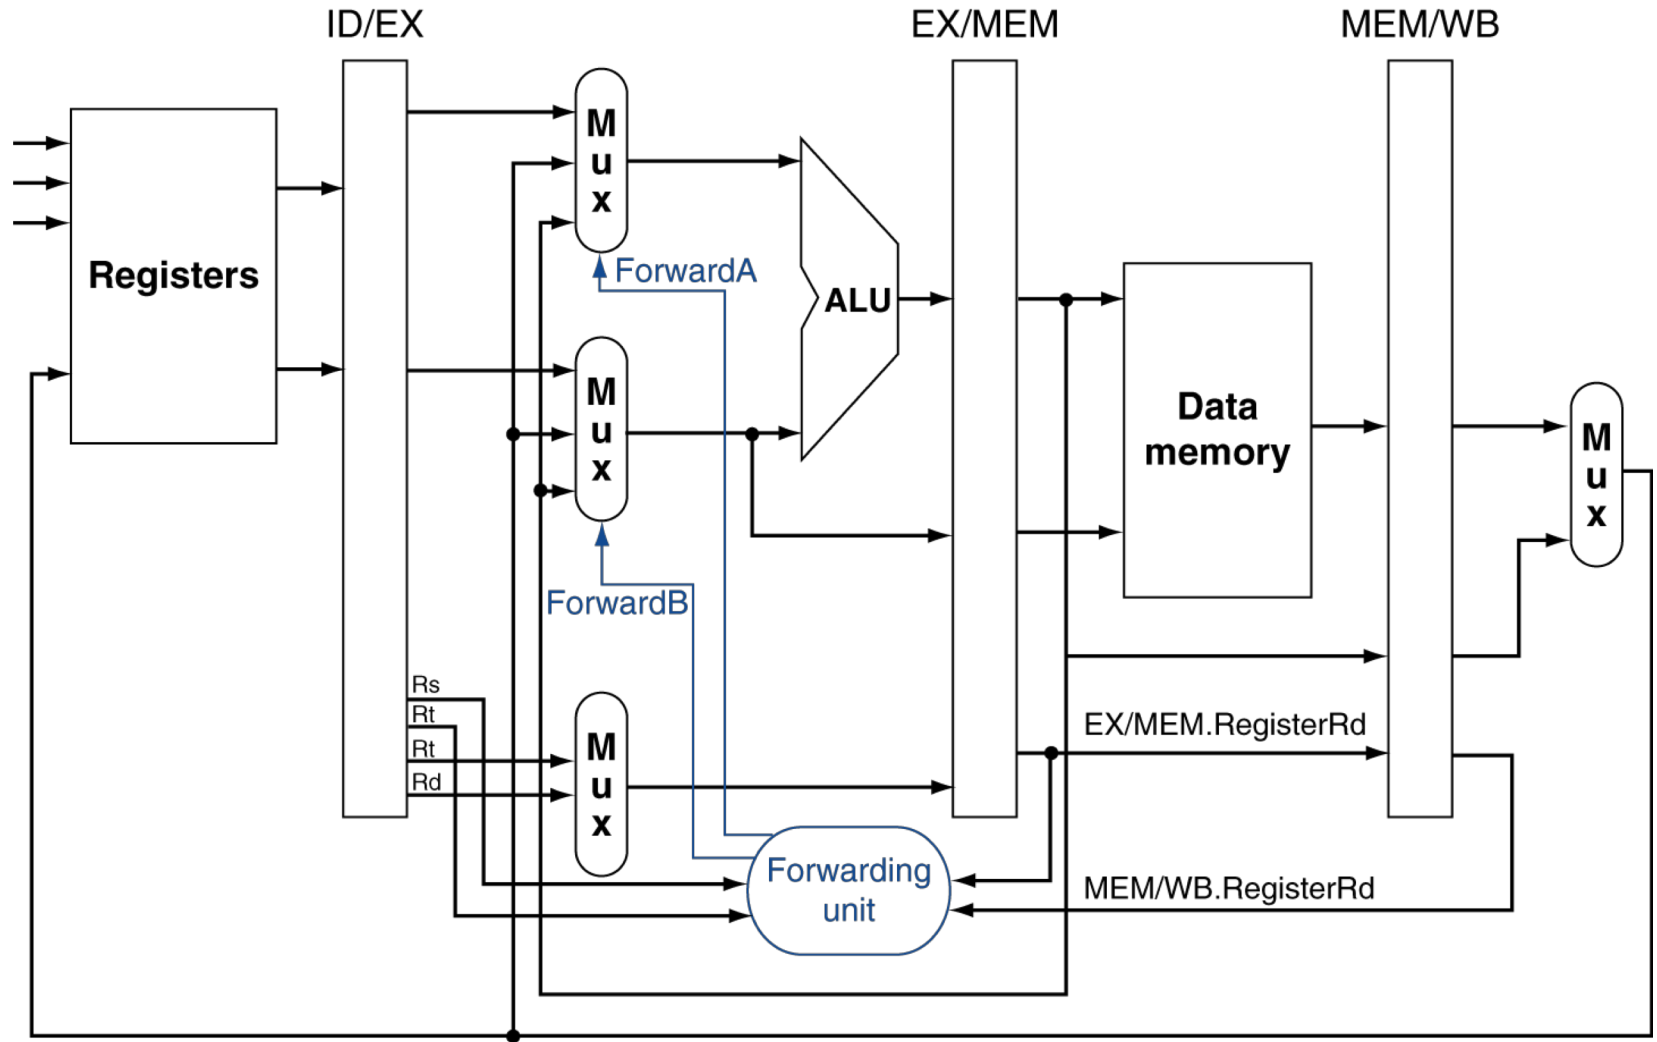 ID/EX
EX/MEM
MEM/WB
M
u
x
Registers
ForwardA
ALU
M
u
x
Data
memory
M
u
x
ForwardB
Rs
Rt
Rt
Rd
M
u
x
EX/MEM.RegisterRd
Forwarding
unit
MEM/WB.RegisterRd